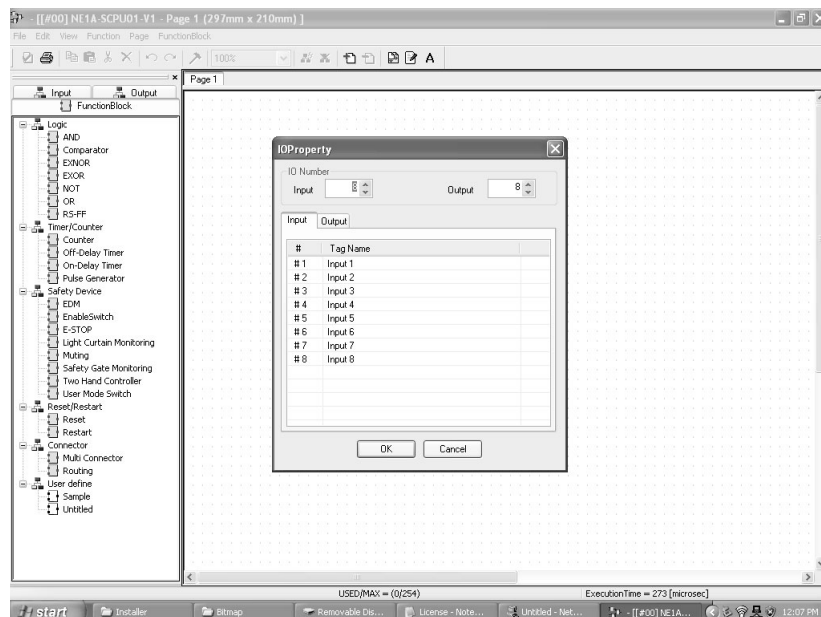 - [[#00] NE1A-SCPU01-V1 - Page 1 (297mm x 210mm) ]
File Edit View Function Page FunctionBlock
100%
A
Page 1
Input Output
FunctionBlock
Logic
AND
Comparator
EXNOR
EXOR
NOT
OR
RS-FF
Timer/Counter
Counter
Off-Delay Timer
On-Delay Timer
Pulse Generator
Safety Device
EDM
EnableSwitch
E-STOP
Light Curtain Monitoring
Muting
Safety Gate Monitoring
Two Hand Controller
User Mode Switch
Reset/Restart
Reset
Restart
Connector
Multi Connector
Routing
User define
Sample
Untitled
IOProperty
IO Number
Input 8 Output 8
Input Output
# Tag Name
# 1 Input 1
# 2 Input 2
# 3 Input 3
# 4 Input 4
# 5 Input 5
# 6 Input 6
# 7 Input 7
# 8 Input 8
OK Cancel
USED/MAX = (0/254) ExecutionTime = 273 [microsec]
start Installer Bitmap Removable Dis... License - Note... Untitled - Net... - [[#00] NE1A... 12:07 PM